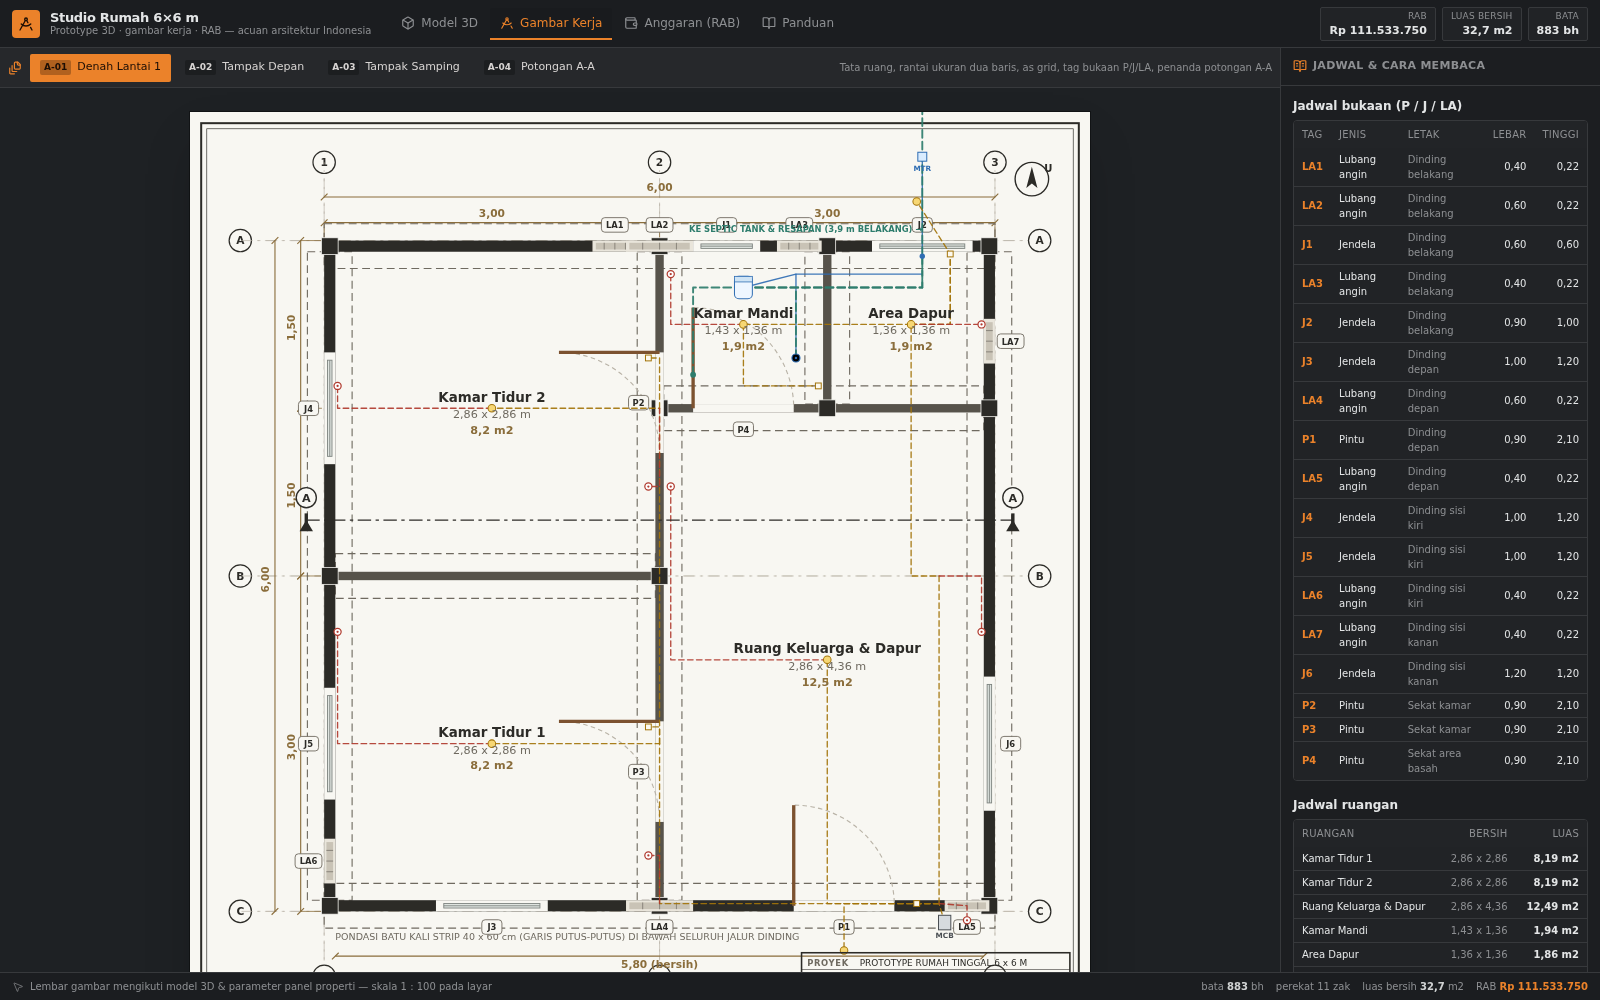 Studio Rumah 6×6 m
Prototype 3D · gambar kerja · RAB — acuan arsitektur Indonesia
Model 3D
Gambar Kerja
Anggaran (RAB)
Panduan
RAB
Rp 111.533.750
LUAS BERSIH
32,7 m2
BATA
883 bh
A-01 Denah Lantai 1
A-02 Tampak Depan
A-03 Tampak Samping
A-04 Potongan A-A
Tata ruang, rantai ukuran dua baris, as grid, tag bukaan P/J/LA, penanda potongan A-A
1
2
3
U
MTR
6,00
3,00
3,00
LA1
LA2
J1
LA3
J2
KE SEPTIC TANK & RESAPAN (3,9 m BELAKANG)
A
A
1,50
Kamar Mandi
1,43 x 1,36 m
1,9 m2
Area Dapur
1,36 x 1,36 m
1,9 m2
LA7
Kamar Tidur 2
2,86 x 2,86 m
8,2 m2
J4
P2
P4
1,50
A
A
B
B
6,00
Ruang Keluarga & Dapur
2,86 x 4,36 m
12,5 m2
Kamar Tidur 1
2,86 x 2,86 m
8,2 m2
3,00
J5
J6
P3
LA6
C
C
J3
LA4
P1
MCB
LA5
PONDASI BATU KALI STRIP 40 x 60 cm (GARIS PUTUS-PUTUS) DI BAWAH SELURUH JALUR DINDING
5,80 (bersih)
PROYEK PROTOTYPE RUMAH TINGGAL 6 x 6 M
JADWAL & CARA MEMBACA
Jadwal bukaan (P / J / LA)
TAG JENIS LETAK LEBAR TINGGI
LA1 Lubang angin Dinding belakang 0,40 0,22
LA2 Lubang angin Dinding belakang 0,60 0,22
J1 Jendela Dinding belakang 0,60 0,60
LA3 Lubang angin Dinding belakang 0,40 0,22
J2 Jendela Dinding belakang 0,90 1,00
J3 Jendela Dinding depan 1,00 1,20
LA4 Lubang angin Dinding depan 0,60 0,22
P1 Pintu Dinding depan 0,90 2,10
LA5 Lubang angin Dinding depan 0,40 0,22
J4 Jendela Dinding sisi kiri 1,00 1,20
J5 Jendela Dinding sisi kiri 1,00 1,20
LA6 Lubang angin Dinding sisi kiri 0,40 0,22
LA7 Lubang angin Dinding sisi kanan 0,40 0,22
J6 Jendela Dinding sisi kanan 1,20 1,20
P2 Pintu Sekat kamar 0,90 2,10
P3 Pintu Sekat kamar 0,90 2,10
P4 Pintu Sekat area basah 0,90 2,10
Jadwal ruangan
RUANGAN BERSIH LUAS
Kamar Tidur 1 2,86 x 2,86 8,19 m2
Kamar Tidur 2 2,86 x 2,86 8,19 m2
Ruang Keluarga & Dapur 2,86 x 4,36 12,49 m2
Kamar Mandi 1,43 x 1,36 1,94 m2
Area Dapur 1,36 x 1,36 1,86 m2
Lembar gambar mengikuti model 3D & parameter panel properti — skala 1 : 100 pada layar
bata 883 bh perekat 11 zak luas bersih 32,7 m2 RAB Rp 111.533.750